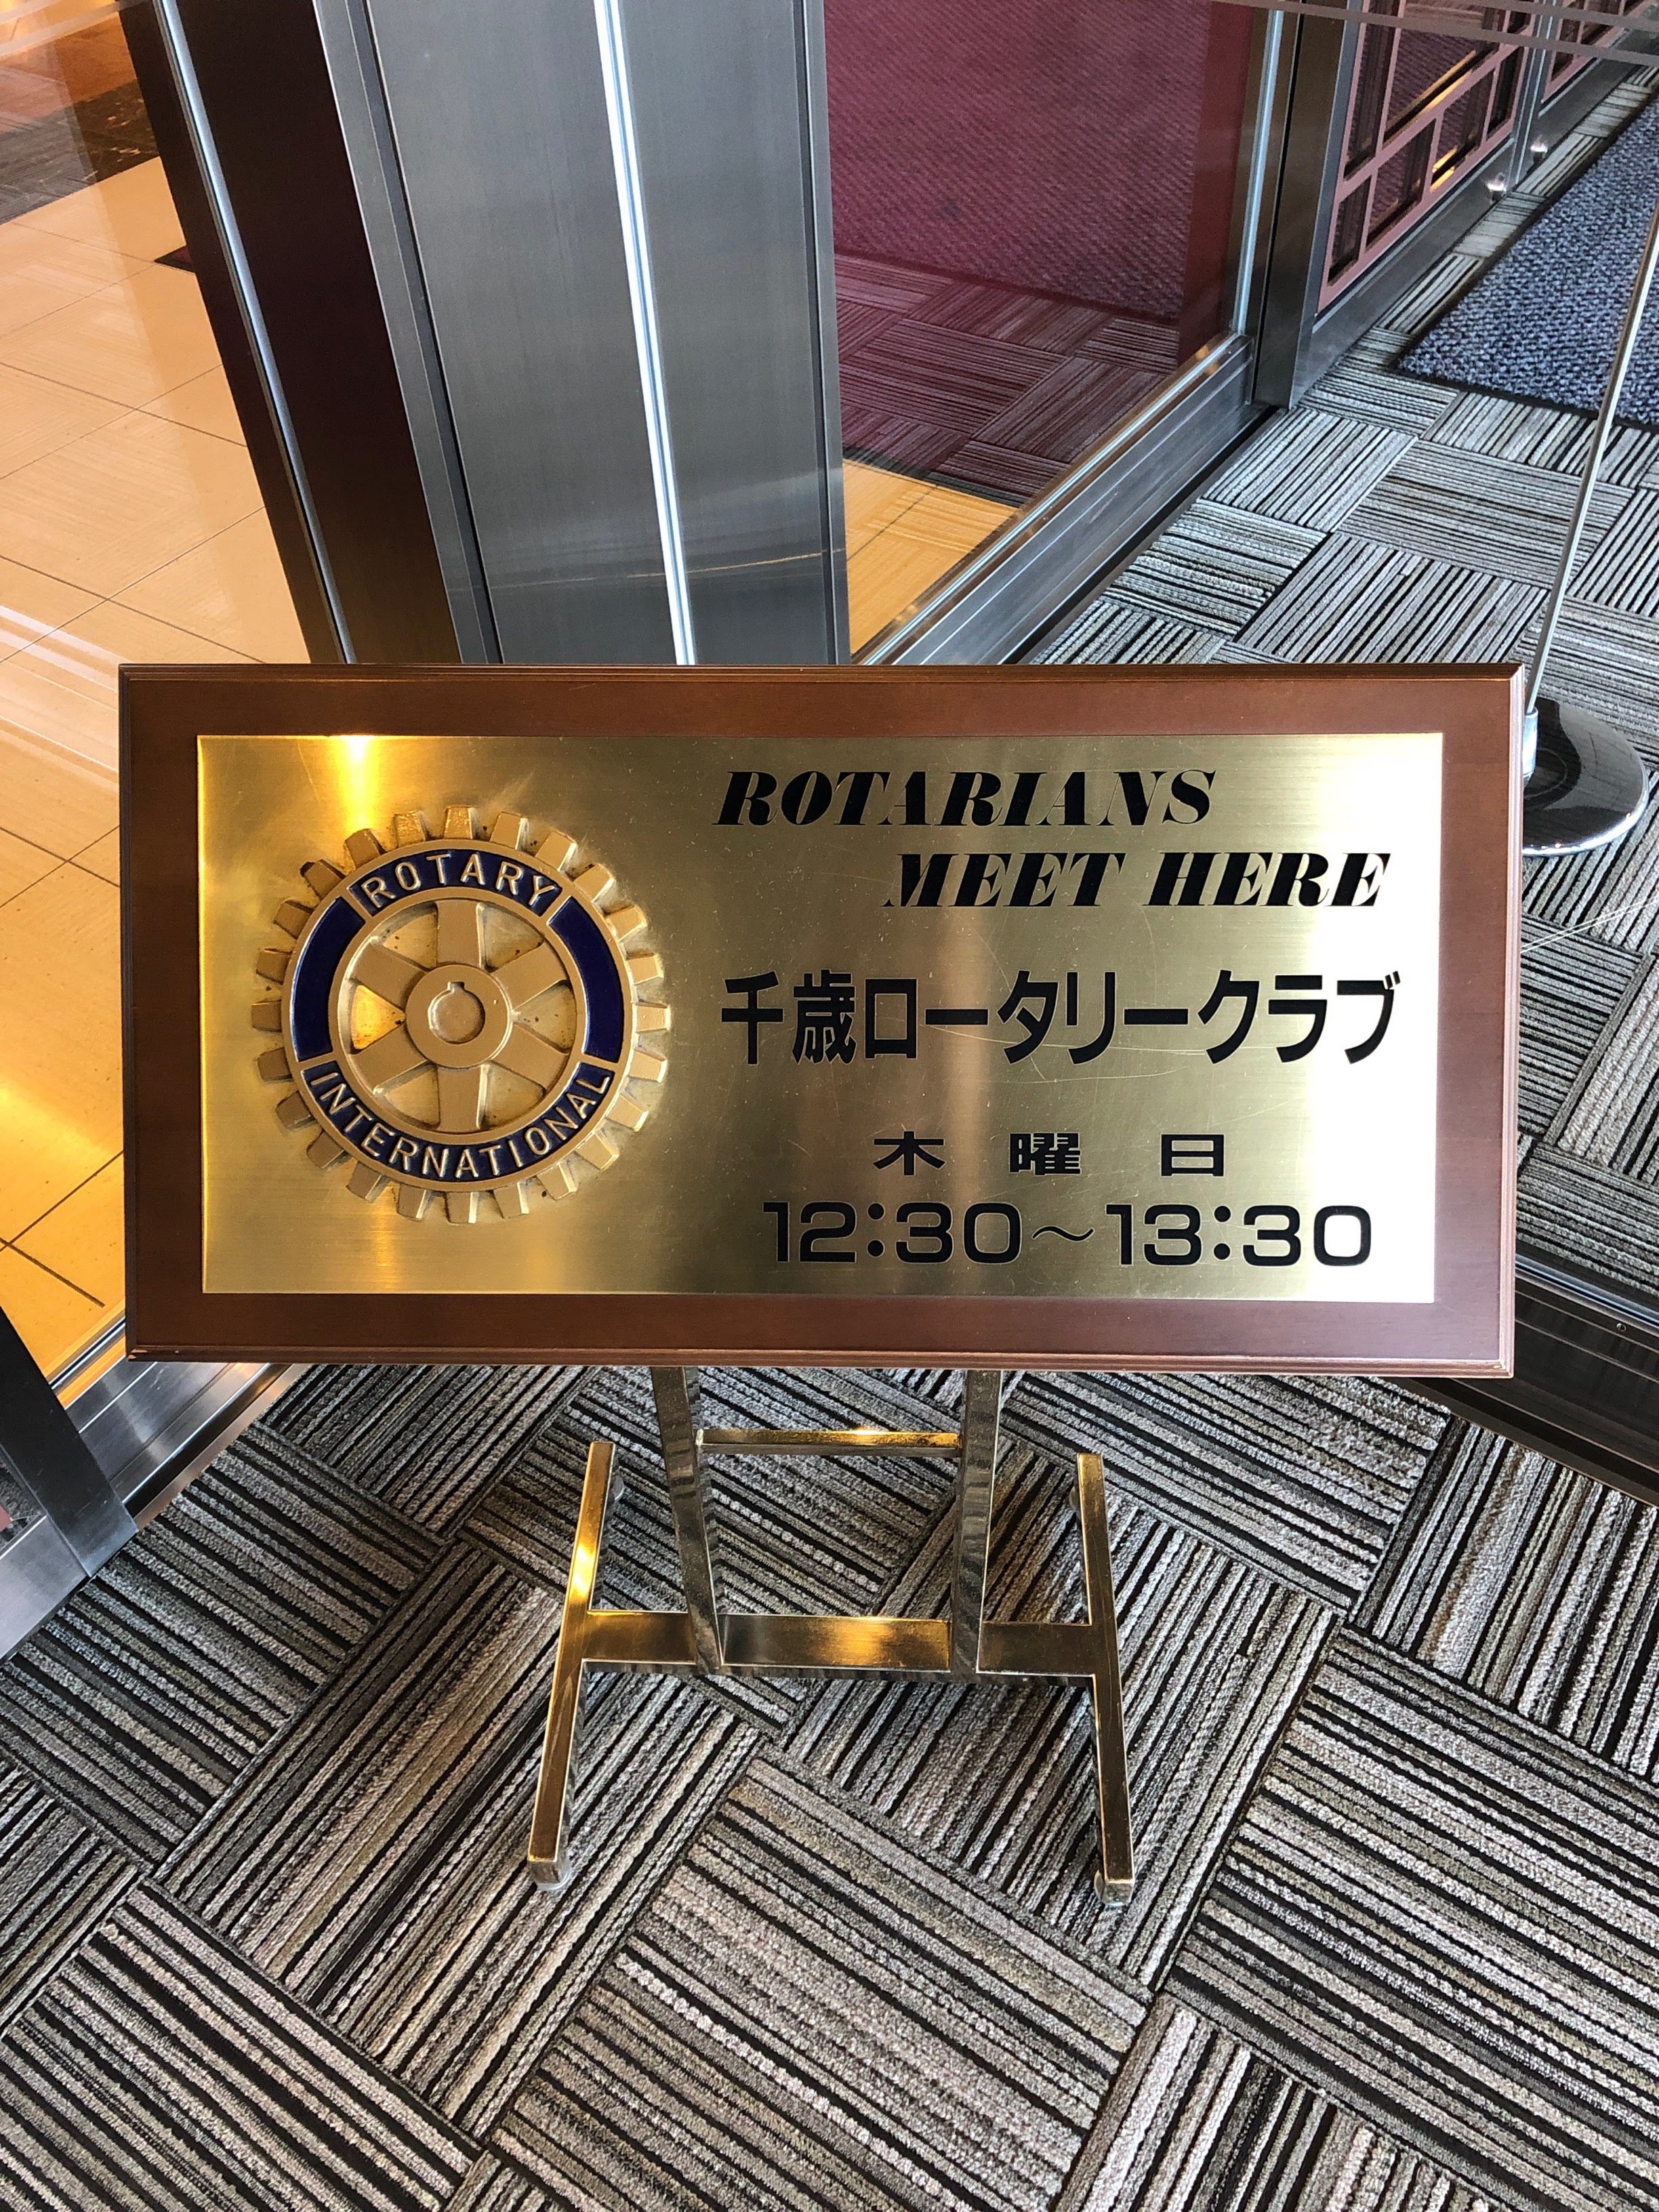 ROTARY
INTERNATIONAL
ROTARIANS
MEET HERE
千歳ロータリークラブ
木曜日
12:30～13:30